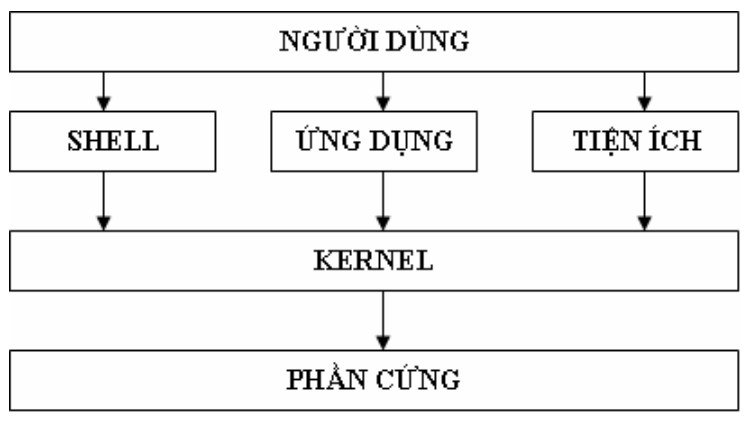 NGƯỜI DÙNG
SHELL
ỨNG DỤNG
TIỆN ÍCH
KERNEL
PHẦN CỨNG